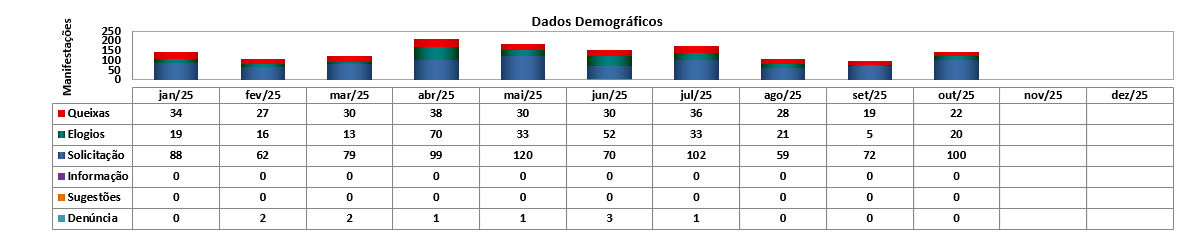 Dados Demográficos
Manifestações
250
200
150
100
50
0
jan/25 fev/25 mar/25 abr/25 mai/25 jun/25 jul/25 ago/25 set/25 out/25 nov/25 dez/25
Queixas 34 27 30 38 30 30 36 28 19 22
Elogios 19 16 13 70 33 52 33 21 5 20
Solicitação 88 62 79 99 120 70 102 59 72 100
Informação 0 0 0 0 0 0 0 0 0 0
Sugestões 0 0 0 0 0 0 0 0 0 0
Denúncia 0 2 2 1 1 3 1 0 0 0